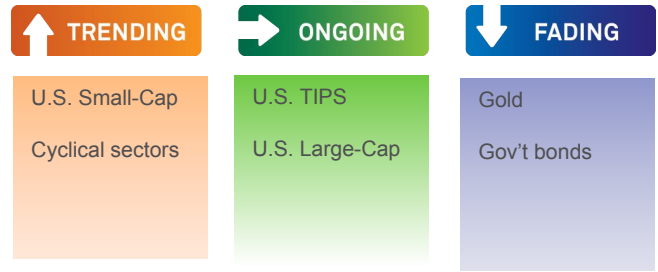 TRENDING
U.S. Small-Cap
Cyclical sectors
ONGOING
U.S. TIPS
U.S. Large-Cap
FADING
Gold
Gov’t bonds